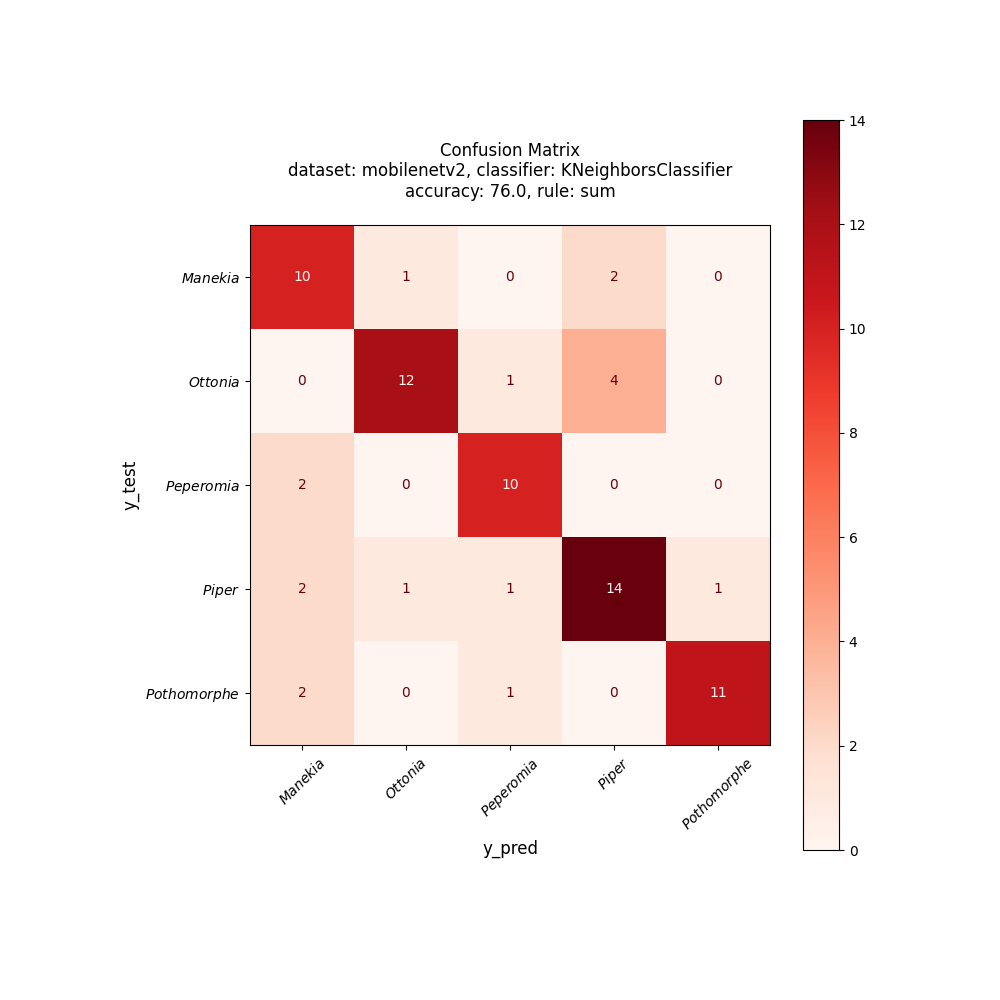 Confusion Matrix
dataset: mobilenetv2, classifier: KNeighborsClassifier
accuracy: 76.0, rule: sum
14
12
10
8
6
4
2
0
Manekia 10 1 0 2 0
Ottonia 0 12 1 4 0
Peperomia 2 0 10 0 0
Piper 2 1 1 14 1
Pothomorphe 2 0 1 0 11
y_test
Manekia Ottonia Peperomia Piper Pothomorphe
y_pred